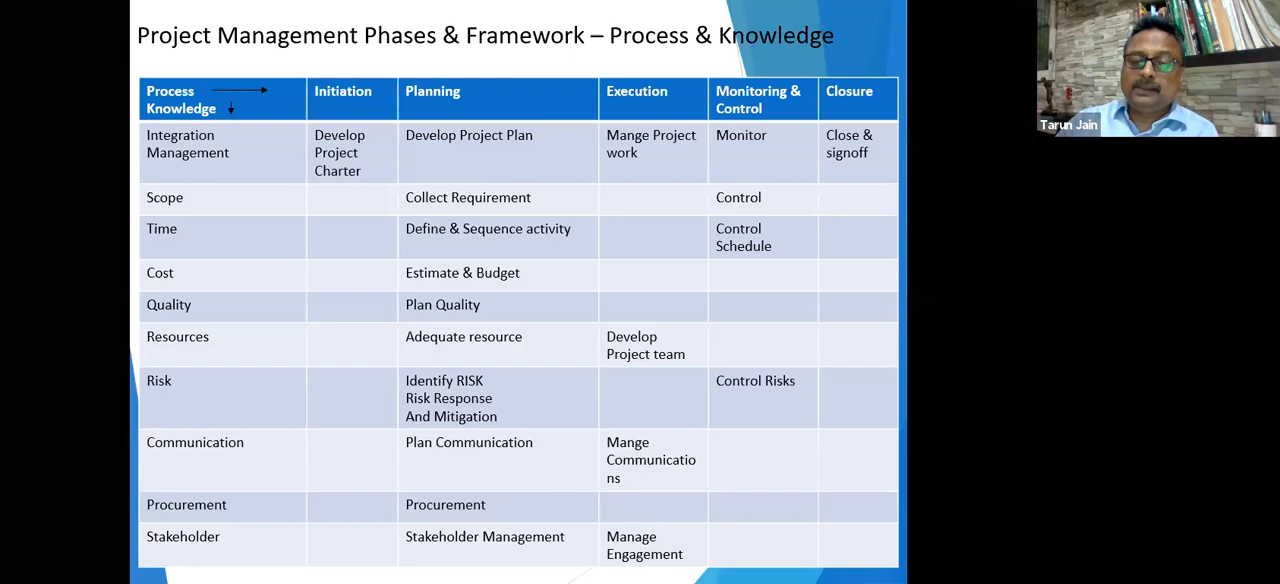 Project Management Phases & Framework – Process & Knowledge
Process
Knowledge
Initiation
Planning
Execution
Monitoring &
Control
Closure
Integration
Management
Develop
Project
Charter
Develop Project Plan
Mange Project
work
Monitor
Close &
signoff
Scope
Collect Requirement
Control
Time
Define & Sequence activity
Control
Schedule
Cost
Estimate & Budget
Quality
Plan Quality
Resources
Adequate resource
Develop
Project team
Risk
Identify RISK
Risk Response
And Mitigation
Control Risks
Communication
Plan Communication
Mange
Communicatio
ns
Procurement
Procurement
Stakeholder
Stakeholder Management
Manage
Engagement
Tarun Jain